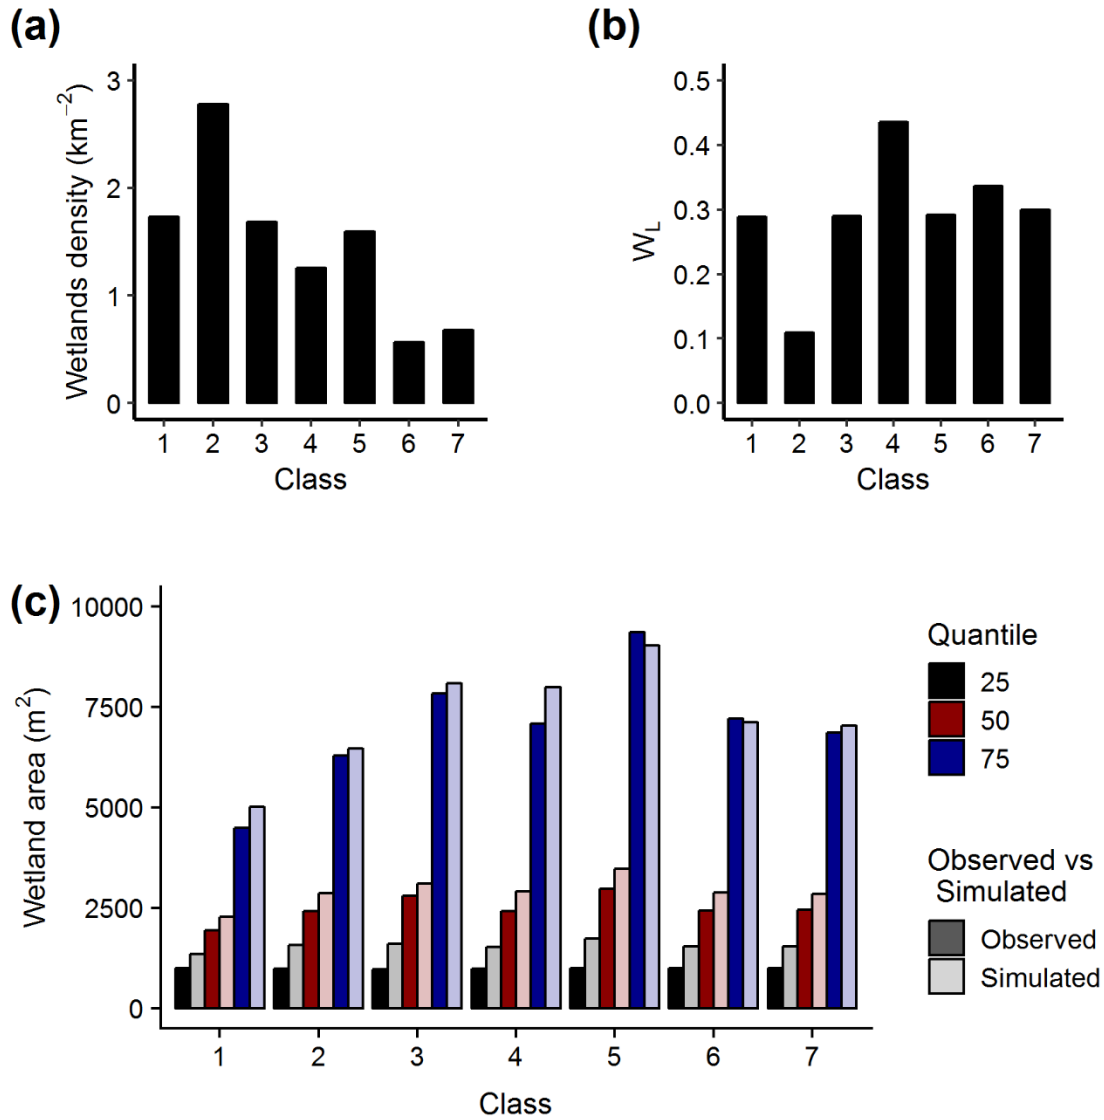 (a)
Wetlands density (km⁻²)
3
2
1
0
1 2 3 4 5 6 7
Class
(b)
W_L
0.5
0.4
0.3
0.2
0.1
0.0
1 2 3 4 5 6 7
Class
(c)
Wetland area (m²)
10000
7500
5000
2500
0
1 2 3 4 5 6 7
Class
Quantile
25
50
75
Observed vs
Simulated
Observed
Simulated